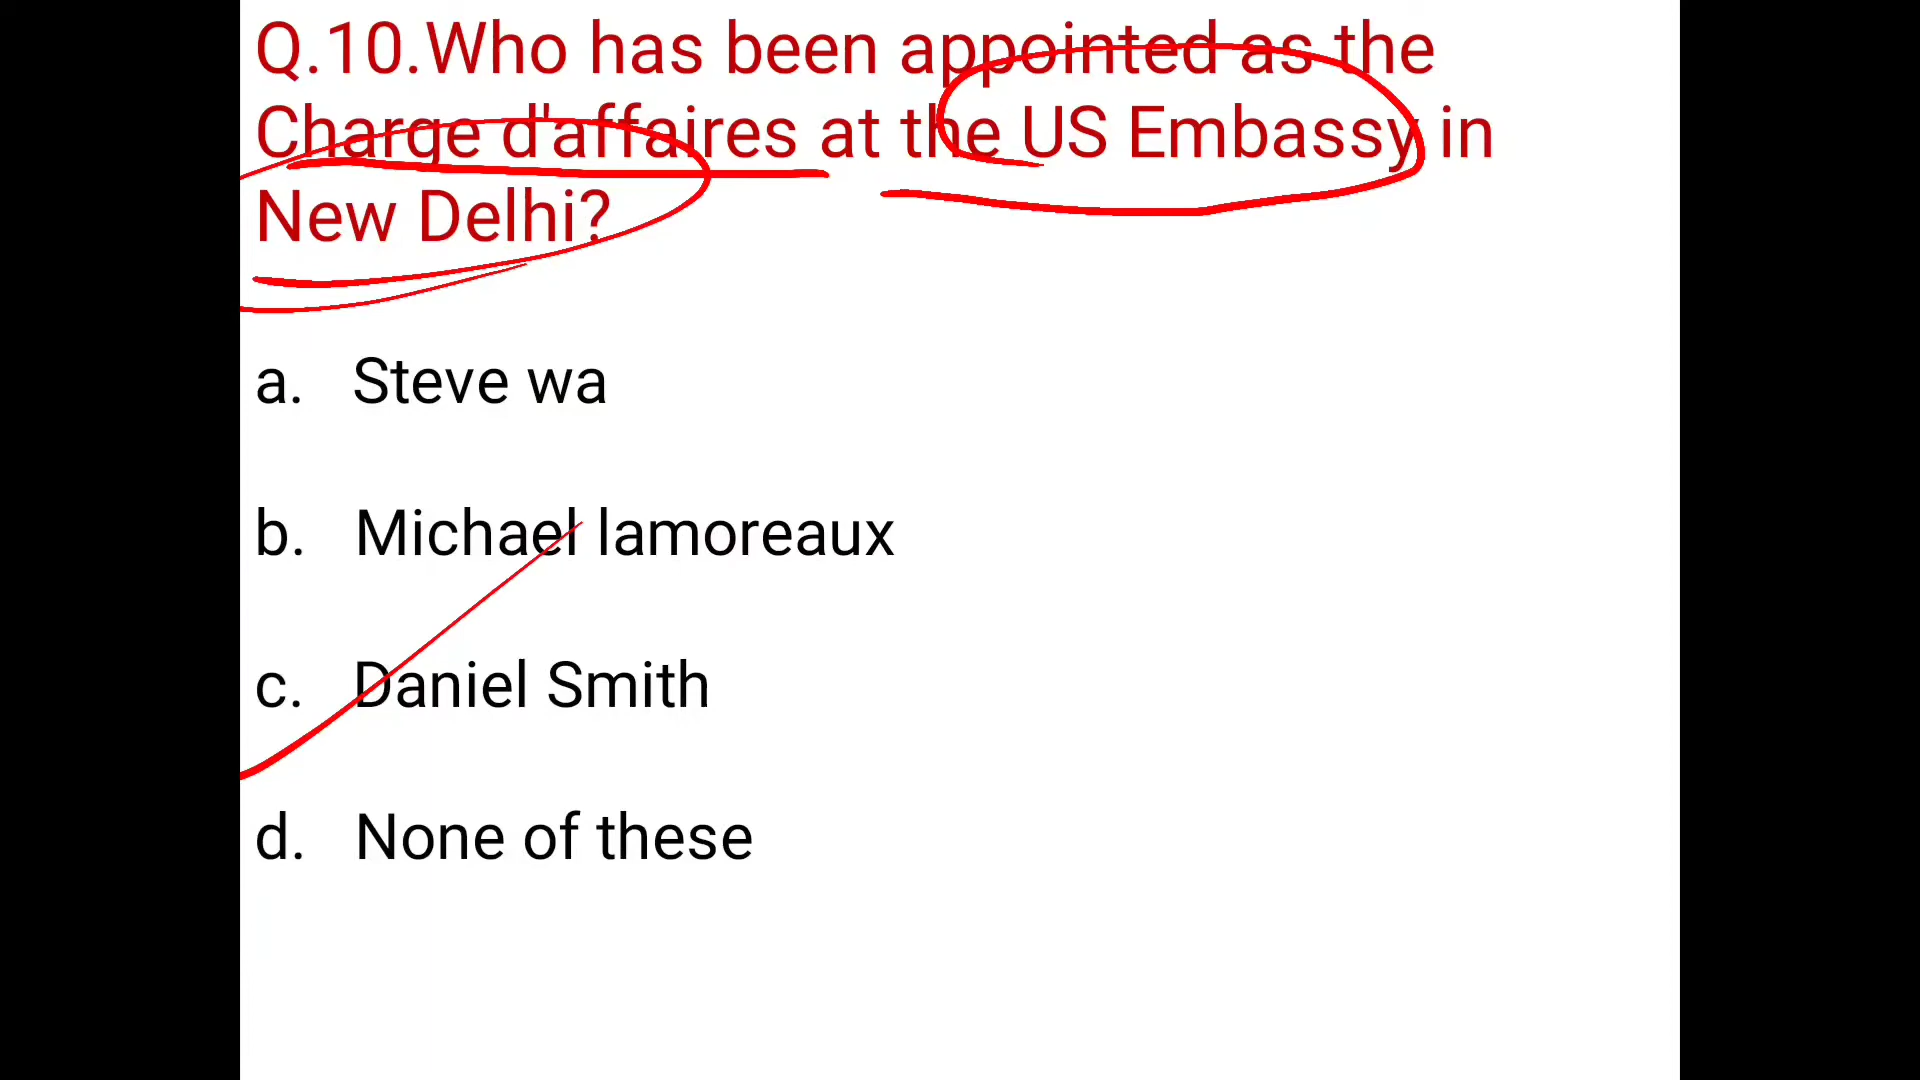 Q.10.Who has been appointed as the
Charge d'affaires at the US Embassy in
New Delhi?
a. Steve wa
b. Michael lamoreaux
c. Daniel Smith
d. None of these